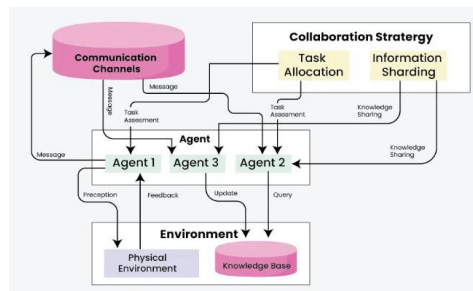 Collaboration Stratergy
Communication
Channels
Task
Allocation
Information
Sharding
Message
Message
Task
Assesment
Task
Assesment
Knowledge
Sharing
Agent
Message
Agent 1
Agent 3
Agent 2
Knowledge
Sharing
Preception
Feedback
Update
Query
Environment
Physical
Environment
Knowledge Base